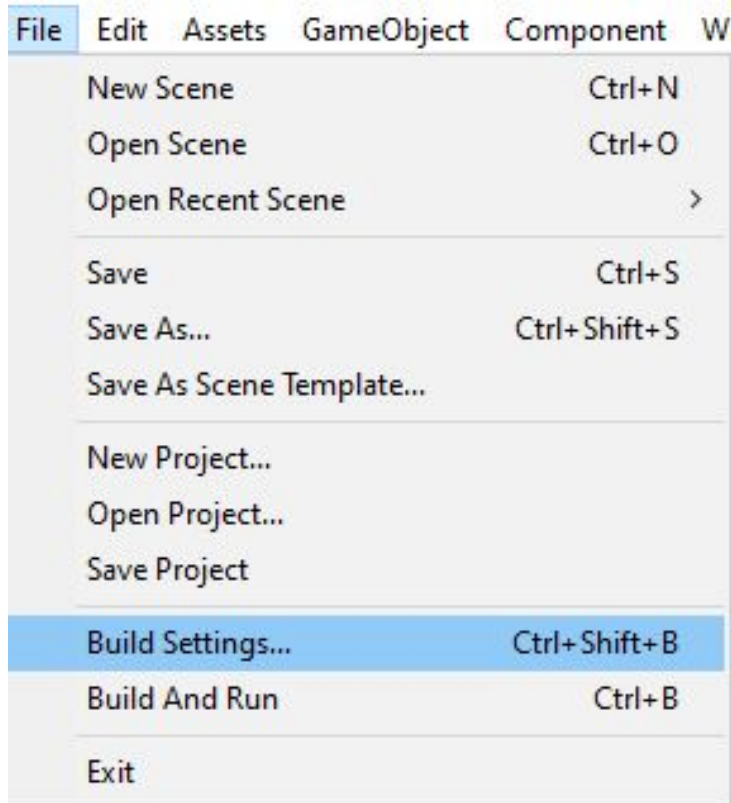 File Edit Assets GameObject Component W
New Scene Ctrl+N
Open Scene Ctrl+O
Open Recent Scene >
Save Ctrl+S
Save As... Ctrl+Shift+S
Save As Scene Template...
New Project...
Open Project...
Save Project
Build Settings... Ctrl+Shift+B
Build And Run Ctrl+B
Exit